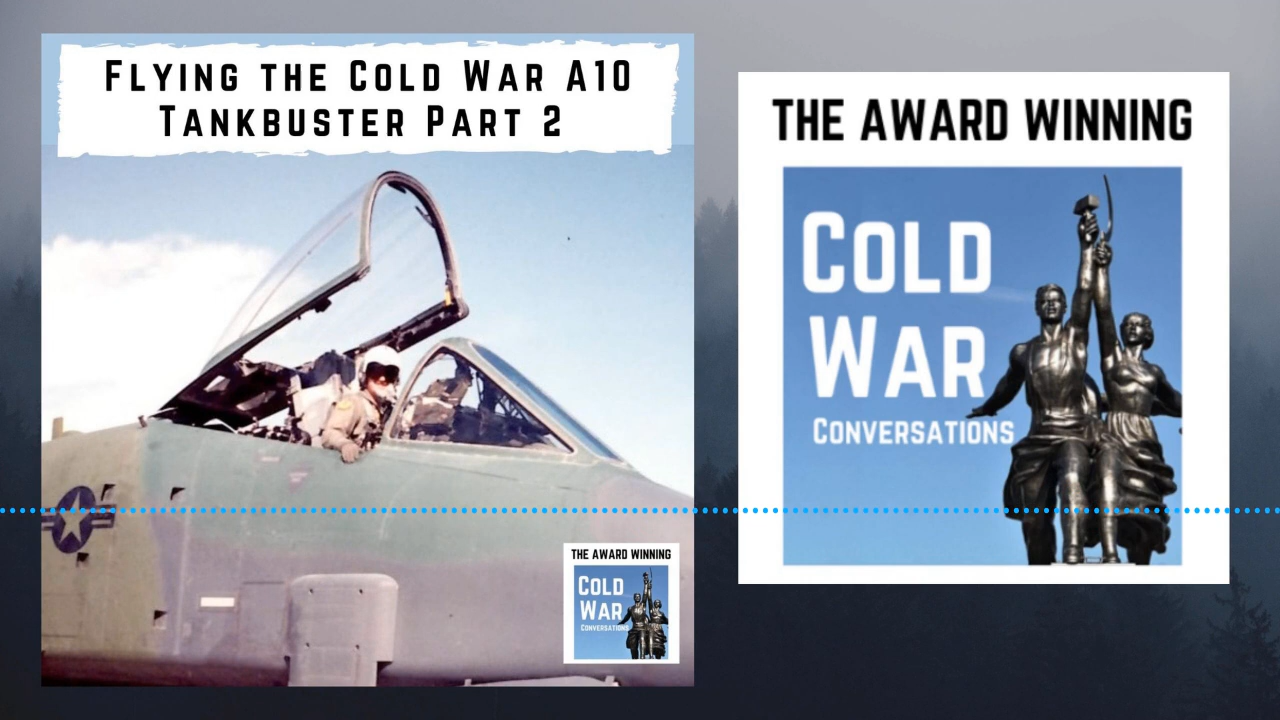 Flying the Cold War A10
Tankbuster Part 2
THE AWARD WINNING
Cold
War
Conversations
THE AWARD WINNING
Cold
War
Conversations